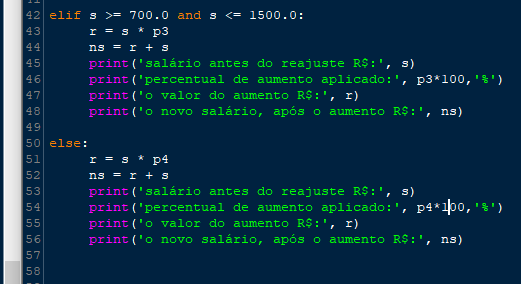 41
42 elif s >= 700.0 and s <= 1500.0:
43     r = s * p3
44     ns = r + s
45     print('salário antes do reajuste R$:', s)
46     print('percentual de aumento aplicado:', p3*100,'%')
47     print('o valor do aumento R$:', r)
48     print('o novo salário, após o aumento R$:', ns)
49
50 else:
51     r = s * p4
52     ns = r + s
53     print('salário antes do reajuste R$:', s)
54     print('percentual de aumento aplicado:', p4*100,'%')
55     print('o valor do aumento R$:', r)
56     print('o novo salário, após o aumento R$:', ns)
57
58